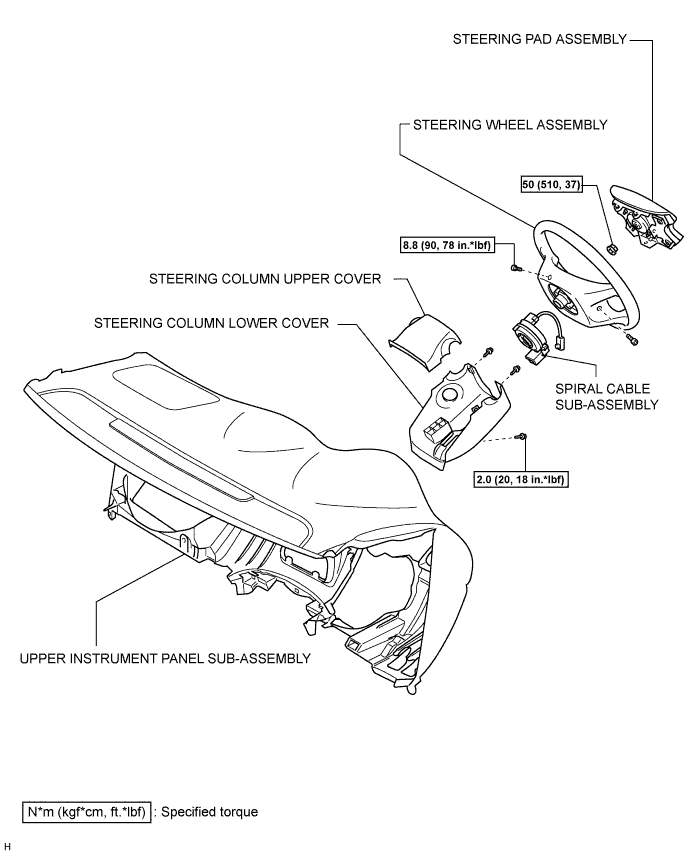 STEERING PAD ASSEMBLY
STEERING WHEEL ASSEMBLY
50 (510, 37)
8.8 (90, 78 in.*lbf)
STEERING COLUMN UPPER COVER
STEERING COLUMN LOWER COVER
SPIRAL CABLE
SUB-ASSEMBLY
2.0 (20, 18 in.*lbf)
UPPER INSTRUMENT PANEL SUB-ASSEMBLY
N*m (kgf*cm, ft.*lbf) : Specified torque
H